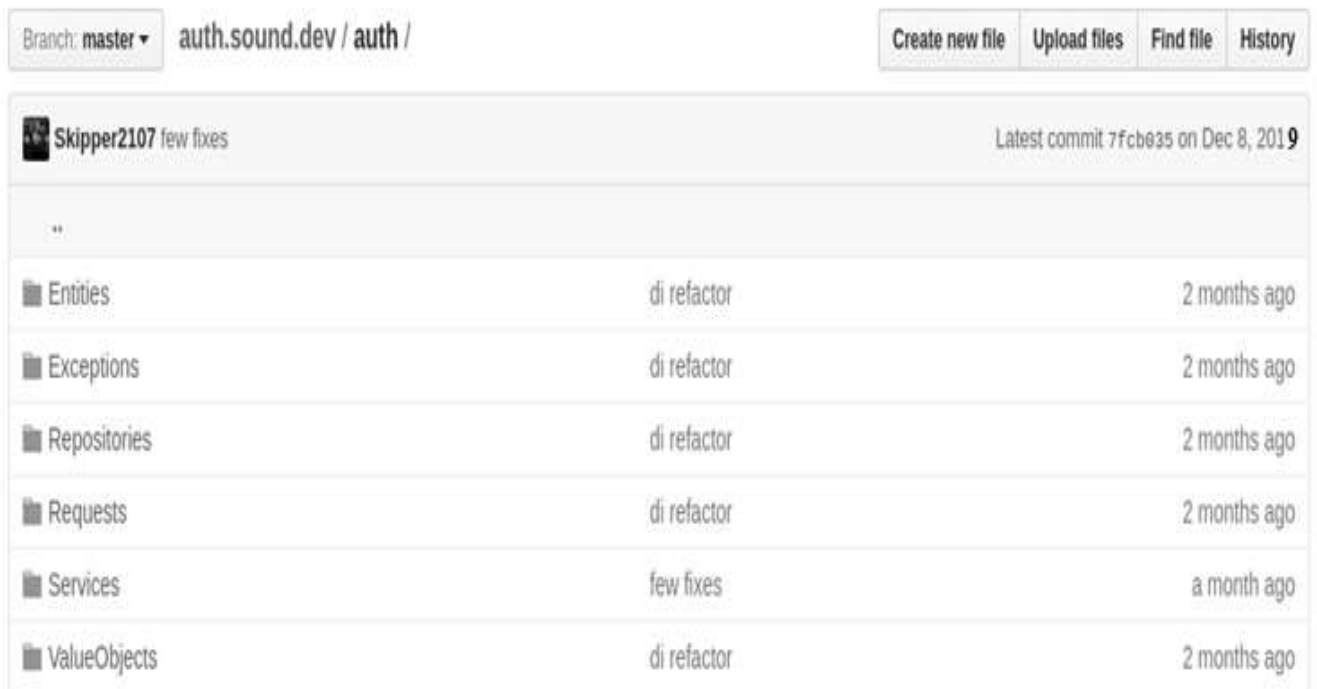 Branch: master auth.sound.dev / auth / Create new file Upload files Find file History
Skipper2107 few fixes Latest commit 7fcb035 on Dec 8, 2019
..
Entities di refactor 2 months ago
Exceptions di refactor 2 months ago
Repositories di refactor 2 months ago
Requests di refactor 2 months ago
Services few fixes a month ago
ValueObjects di refactor 2 months ago